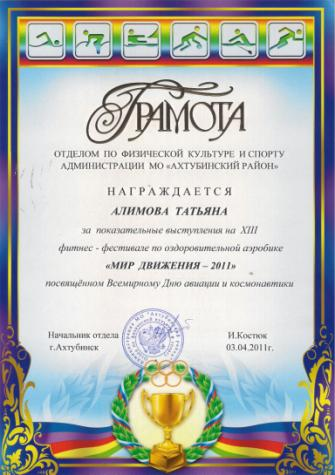 ГРАМОТА
ОТДЕЛОМ ПО ФИЗИЧЕСКОЙ КУЛЬТУРЕ И СПОРТУ
АДМИНИСТРАЦИИ МО «АХТУБИНСКИЙ РАЙОН»
НАГРАЖДАЕТСЯ
АЛИМОВА ТАТЬЯНА
за показательные выступления на XIII
фитнес - фестивале по оздоровительной аэробике
«МИР ДВИЖЕНИЯ – 2011»
посвящённом Всемирному Дню авиации и космонавтики
Начальник отдела И.Костюк
г.Ахтубинск 03.04.2011г.